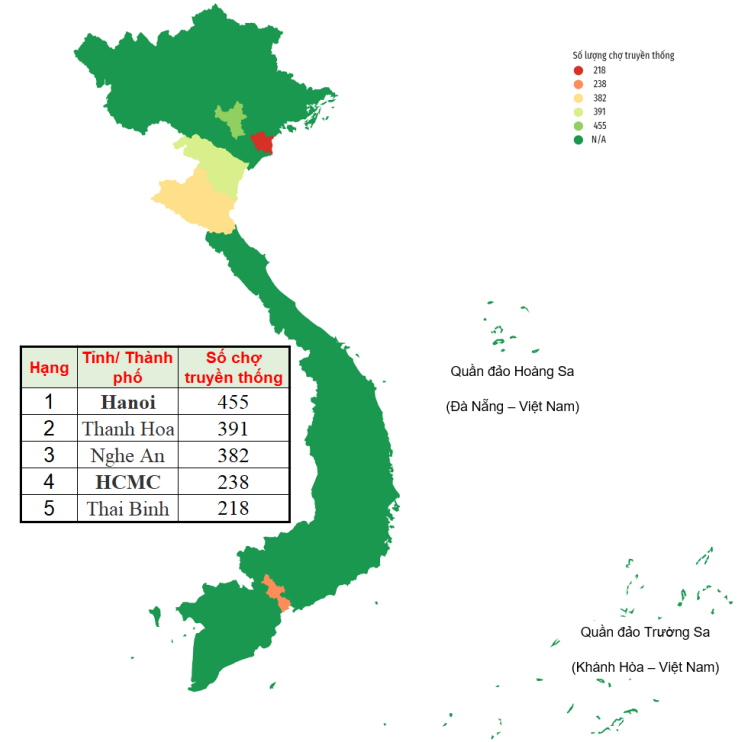 Số lượng chợ truyền thống
218
238
382
391
455
N/A
Hạng Tỉnh/ Thành phố Số chợ truyền thống
1 Hanoi 455
2 Thanh Hoa 391
3 Nghe An 382
4 HCMC 238
5 Thai Binh 218
Quần đảo Hoàng Sa
(Đà Nẵng – Việt Nam)
Quần đảo Trường Sa
(Khánh Hòa – Việt Nam)